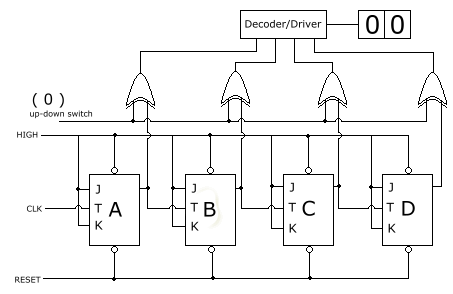 Decoder/Driver
0 0
( 0 )
up-down switch
HIGH
J J J J
A B C D
CLK T T T T
K K K K
RESET